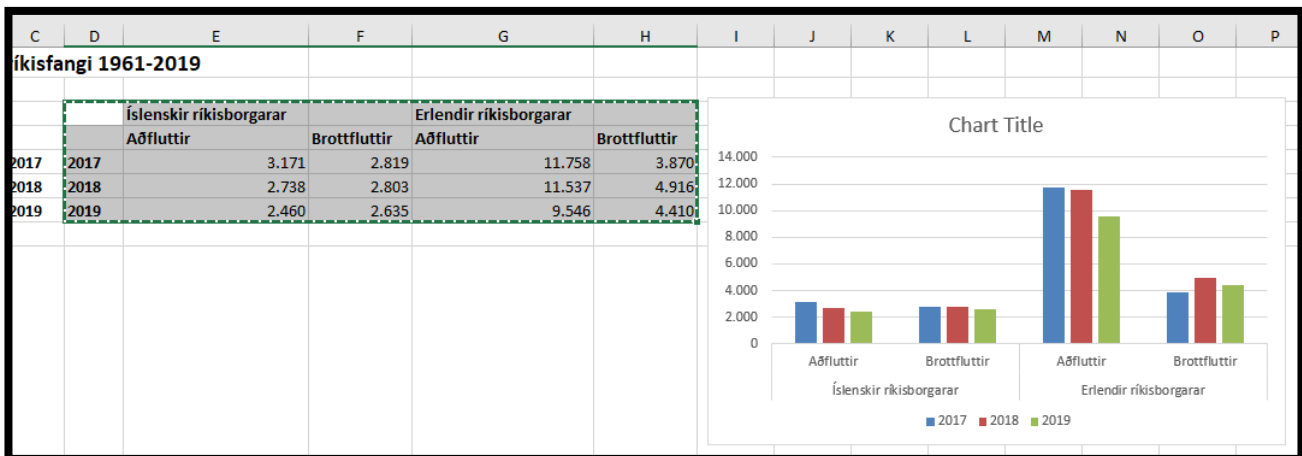 C D E F G H I J K L M N O P
íkisfangi 1961-2019
Íslenskir ríkisborgarar Erlendir ríkisborgarar
Aðfluttir Brottfluttir Aðfluttir Brottfluttir
2017 2017 3.171 2.819 11.758 3.870
2018 2018 2.738 2.803 11.537 4.916
2019 2019 2.460 2.635 9.546 4.410
Chart Title
14.000
12.000
10.000
8.000
6.000
4.000
2.000
0
Aðfluttir Brottfluttir Aðfluttir Brottfluttir
Íslenskir ríkisborgarar Erlendir ríkisborgarar
2017 2018 2019